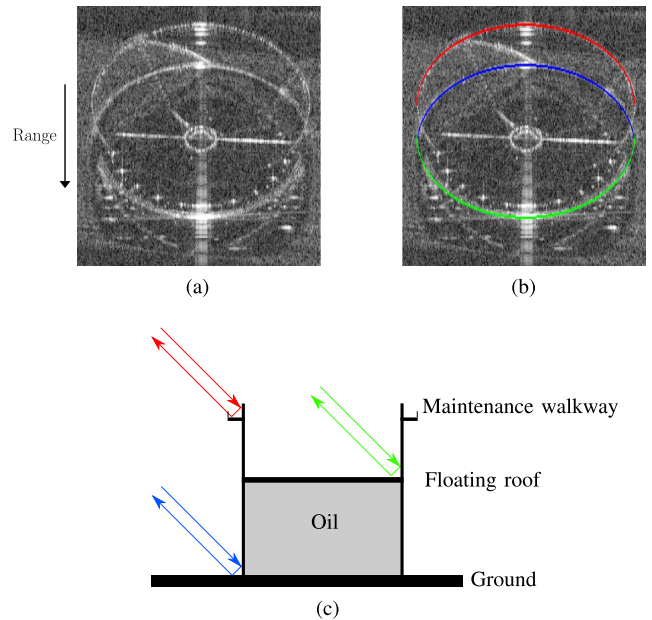 Range
(a)
(b)
Maintenance walkway
Floating roof
Oil
Ground
(c)